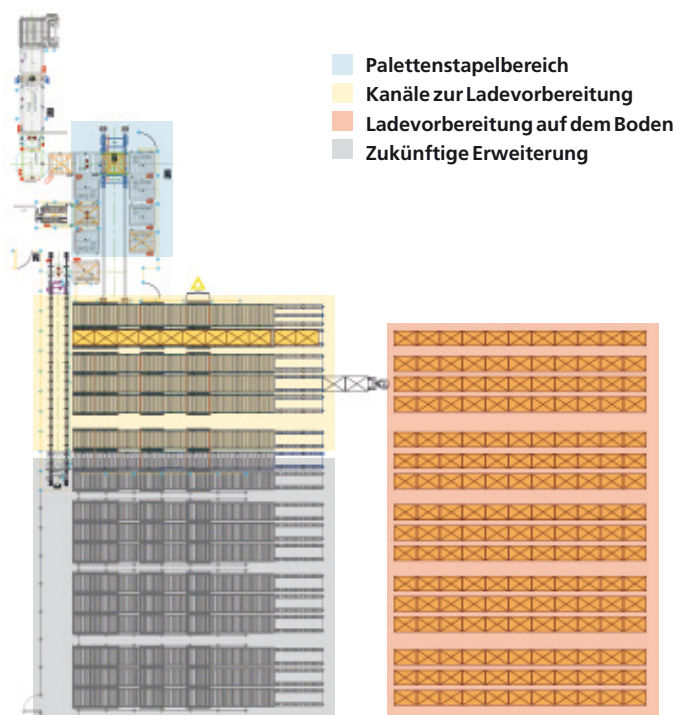 Palettenstapelbereich
Kanäle zur Ladevorbereitung
Ladevorbereitung auf dem Boden
Zukünftige Erweiterung